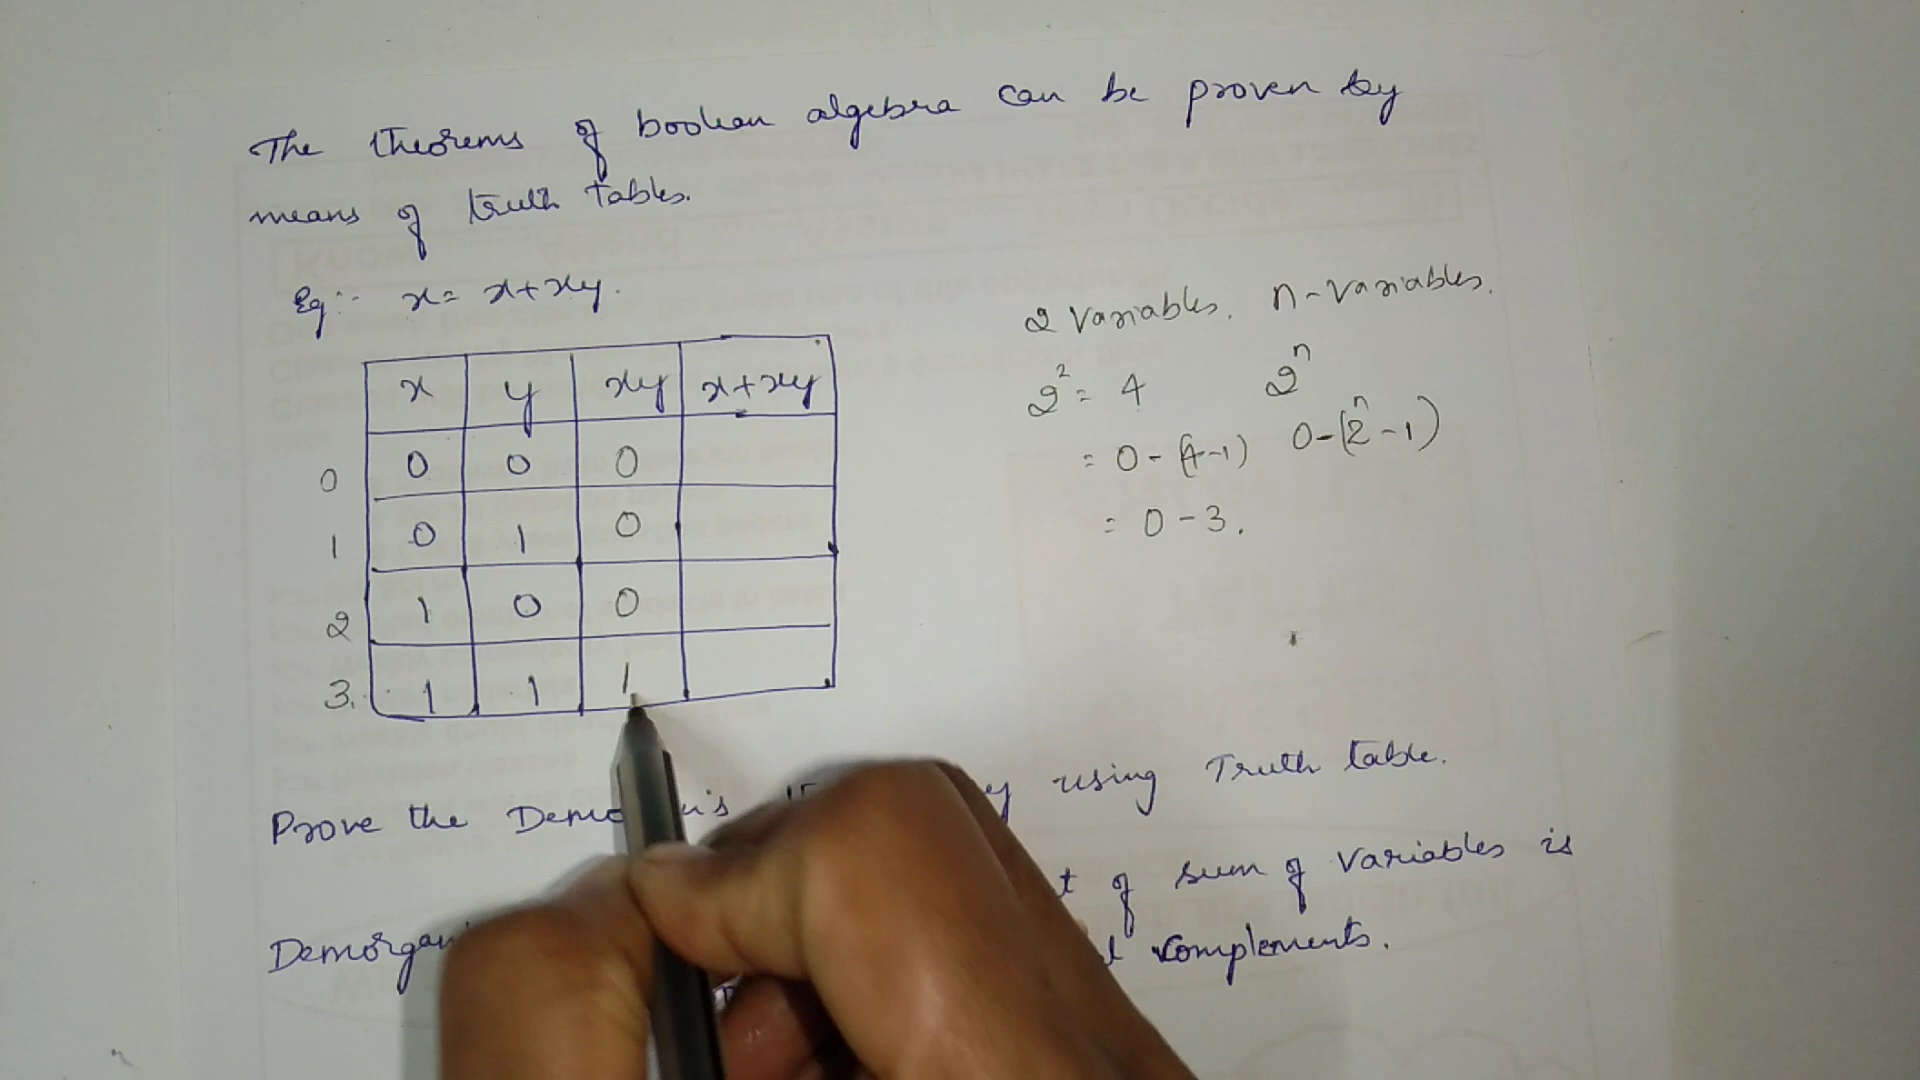 The theorems of boolean algebra can be proven by
means of truth tables.
Eg:- x = x+xy.
2 variables. n-variables.
x y xy x+xy
2² = 4 2ⁿ
= 0-(4-1) 0-(2ⁿ-1)
0 0 0 0
= 0-3.
1 0 1 0
2 1 0 0
3. 1 1 1
Prove the using Truth table.
of sum of variables is
complements.